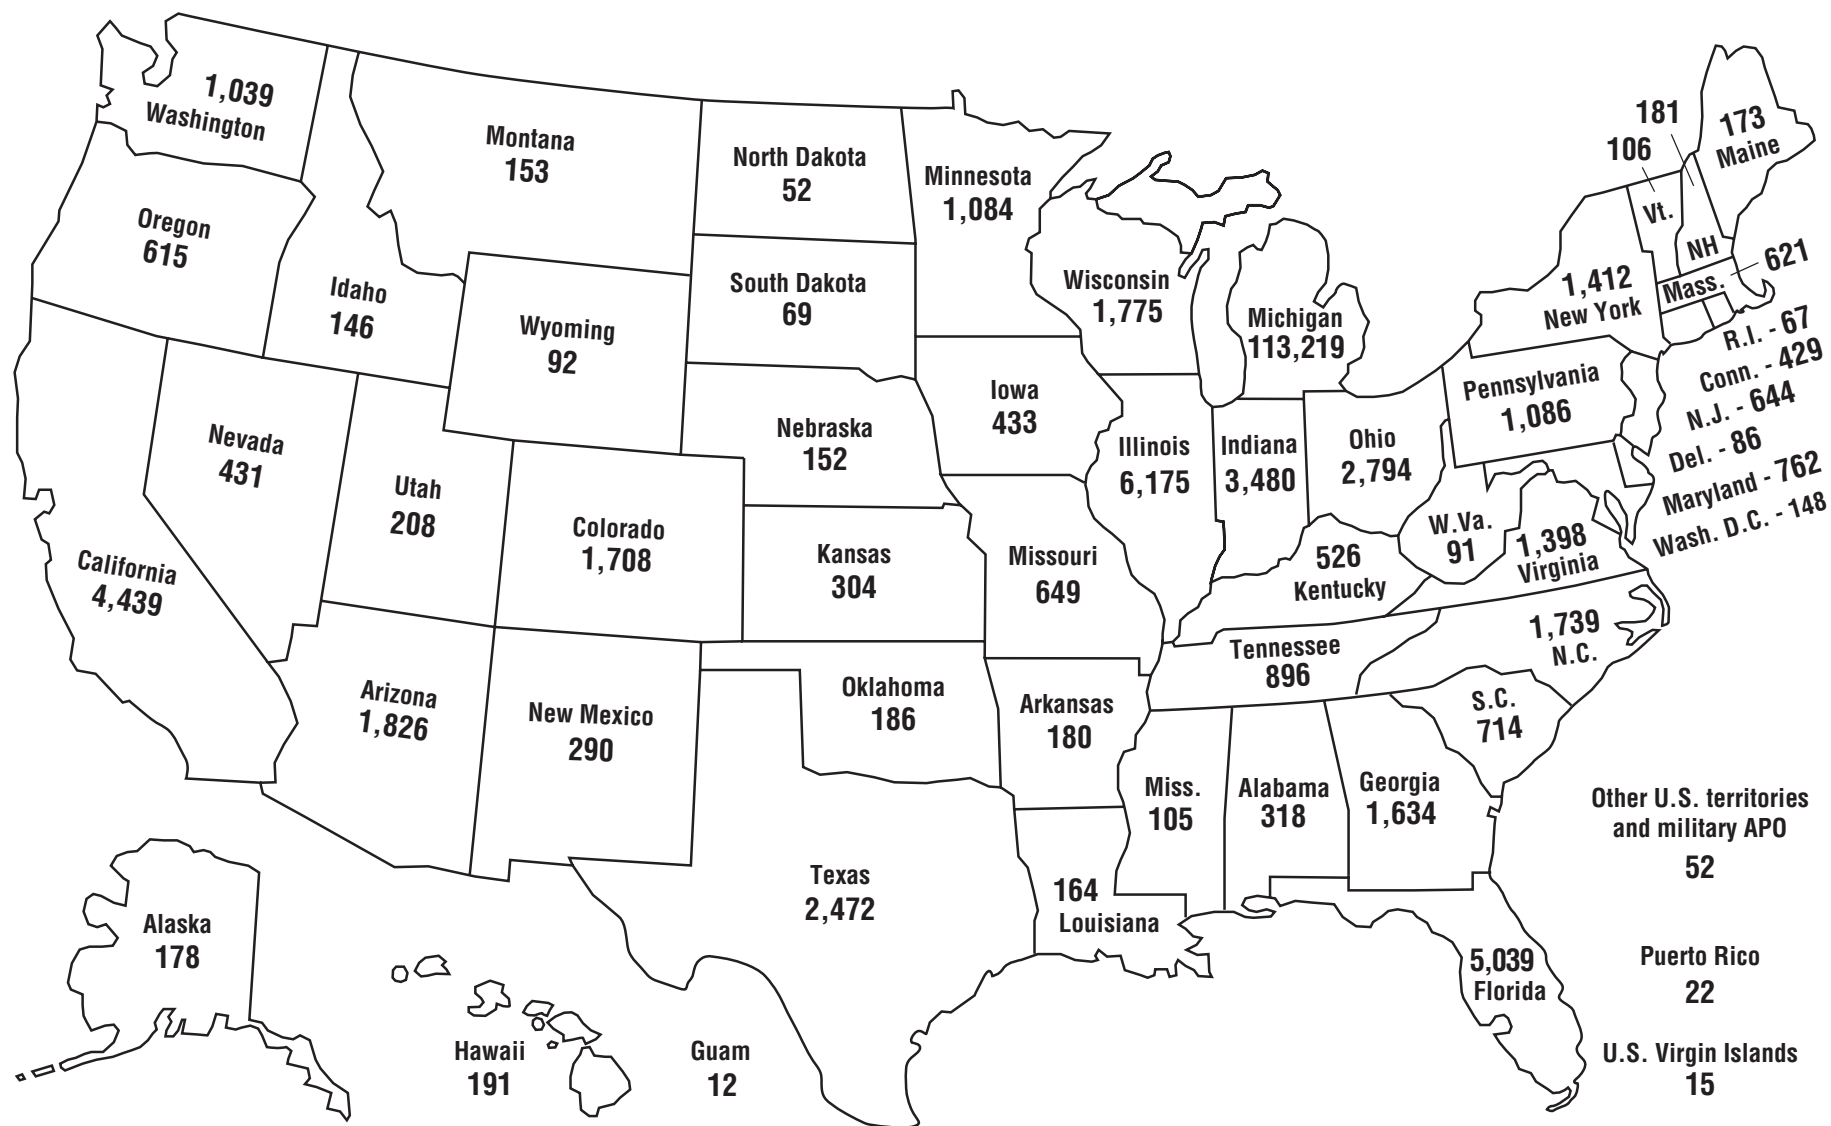 1,039
Washington
Montana
153
North Dakota
52
Minnesota
1,084
181
106
173
Maine
Vt.
NH
Oregon
615
Idaho
146
South Dakota
69
Wisconsin
1,775
Michigan
113,219
1,412
New York
Mass.
621
R.I. - 67
Conn. - 429
N.J. - 644
Del. - 86
Maryland - 762
Wash. D.C. - 148
Wyoming
92
Iowa
433
Pennsylvania
1,086
Nevada
431
Utah
208
Nebraska
152
Illinois
6,175
Indiana
3,480
Ohio
2,794
California
4,439
Colorado
1,708
Kansas
304
Missouri
649
526
Kentucky
W.Va.
91
1,398
Virginia
Arizona
1,826
New Mexico
290
Oklahoma
186
Arkansas
180
Tennessee
896
1,739
N.C.
S.C.
714
Miss.
105
Alabama
318
Georgia
1,634
Other U.S. territories
and military APO
52
Texas
2,472
164
Louisiana
5,039
Florida
Puerto Rico
22
Alaska
178
Hawaii
191
Guam
12
U.S. Virgin Islands
15